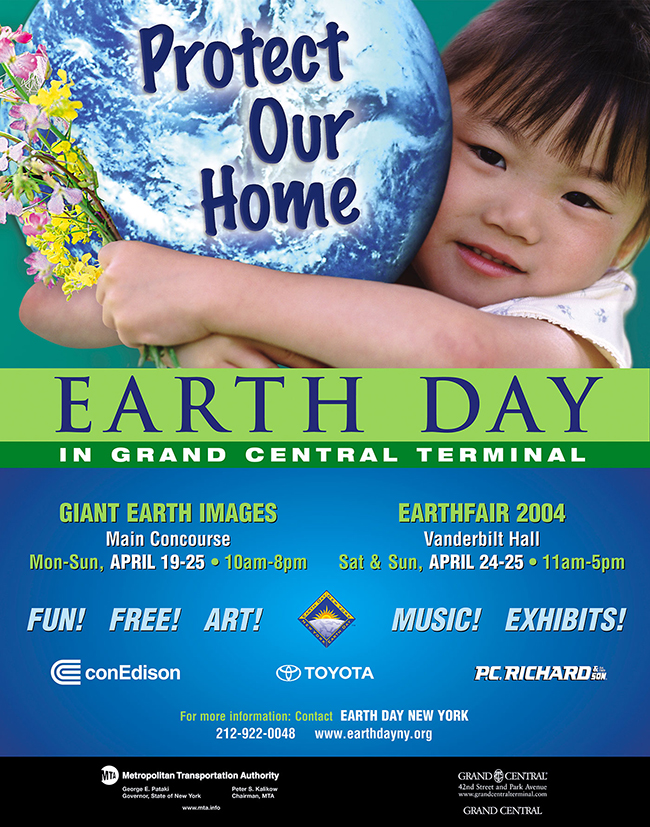 Protect
Our
Home
EARTH DAY
IN GRAND CENTRAL TERMINAL
GIANT EARTH IMAGES
Main Concourse
Mon-Sun, APRIL 19-25 • 10am-8pm
EARTHFAIR 2004
Vanderbilt Hall
Sat & Sun, APRIL 24-25 • 11am-5pm
FUN! FREE! ART! MUSIC! EXHIBITS!
conEdison
TOYOTA
P.C. RICHARD & SON
For more information: Contact EARTH DAY NEW YORK
212-922-0048 www.earthdayny.org
MTA Metropolitan Transportation Authority
George E. Pataki
Governor, State of New York
Peter S. Kalikow
Chairman, MTA
www.mta.info
GRAND CENTRAL
42nd Street and Park Avenue
www.grandcentralterminal.com
GRAND CENTRAL